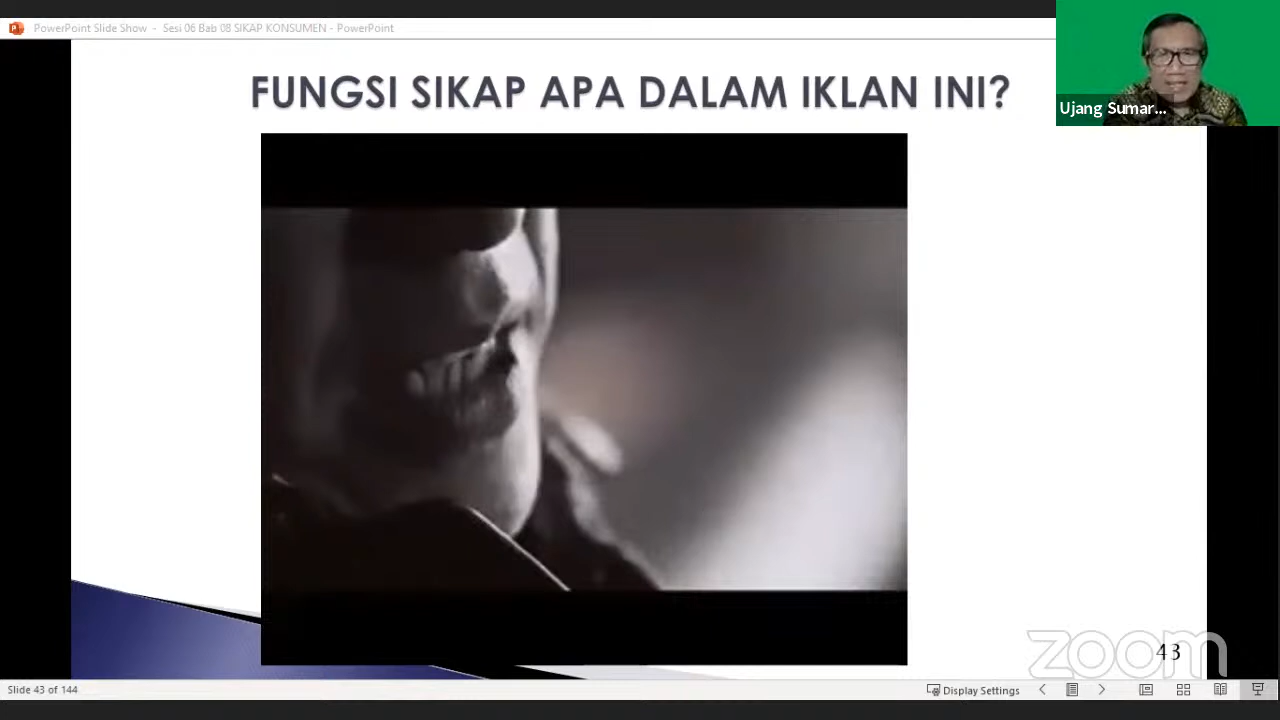 PowerPoint Slide Show - Sesi 06 Bab 08 SIKAP KONSUMEN - PowerPoint
FUNGSI SIKAP APA DALAM IKLAN INI?
Ujang Sumar...
zoom
43
Slide 43 of 144
Display Settings